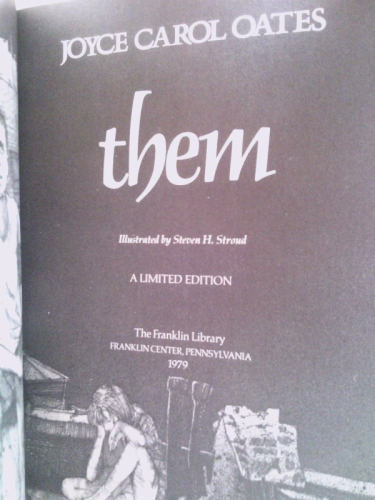 JOYCE CAROL OATES
them
Illustrated by Steven H. Stroud
A LIMITED EDITION
The Franklin Library
FRANKLIN CENTER, PENNSYLVANIA
1979